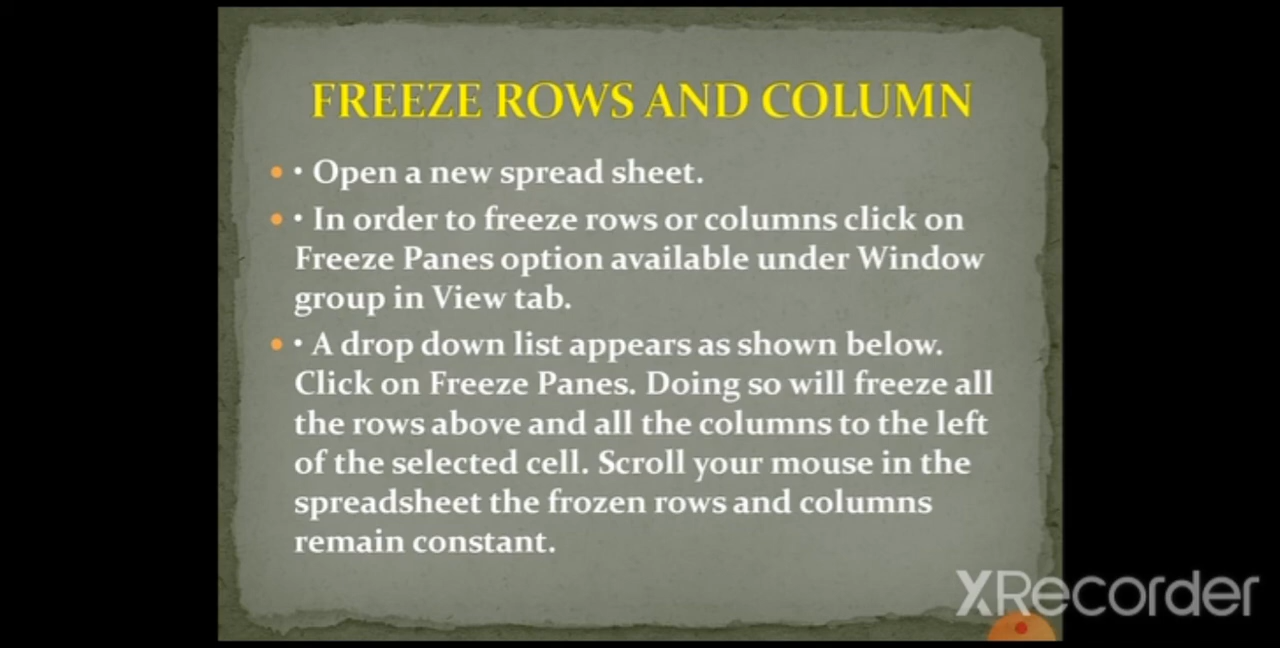 FREEZE ROWS AND COLUMN
• • Open a new spread sheet.
• • In order to freeze rows or columns click on
Freeze Panes option available under Window
group in View tab.
• • A drop down list appears as shown below.
Click on Freeze Panes. Doing so will freeze all
the rows above and all the columns to the left
of the selected cell. Scroll your mouse in the
spreadsheet the frozen rows and columns
remain constant.
XRecorder